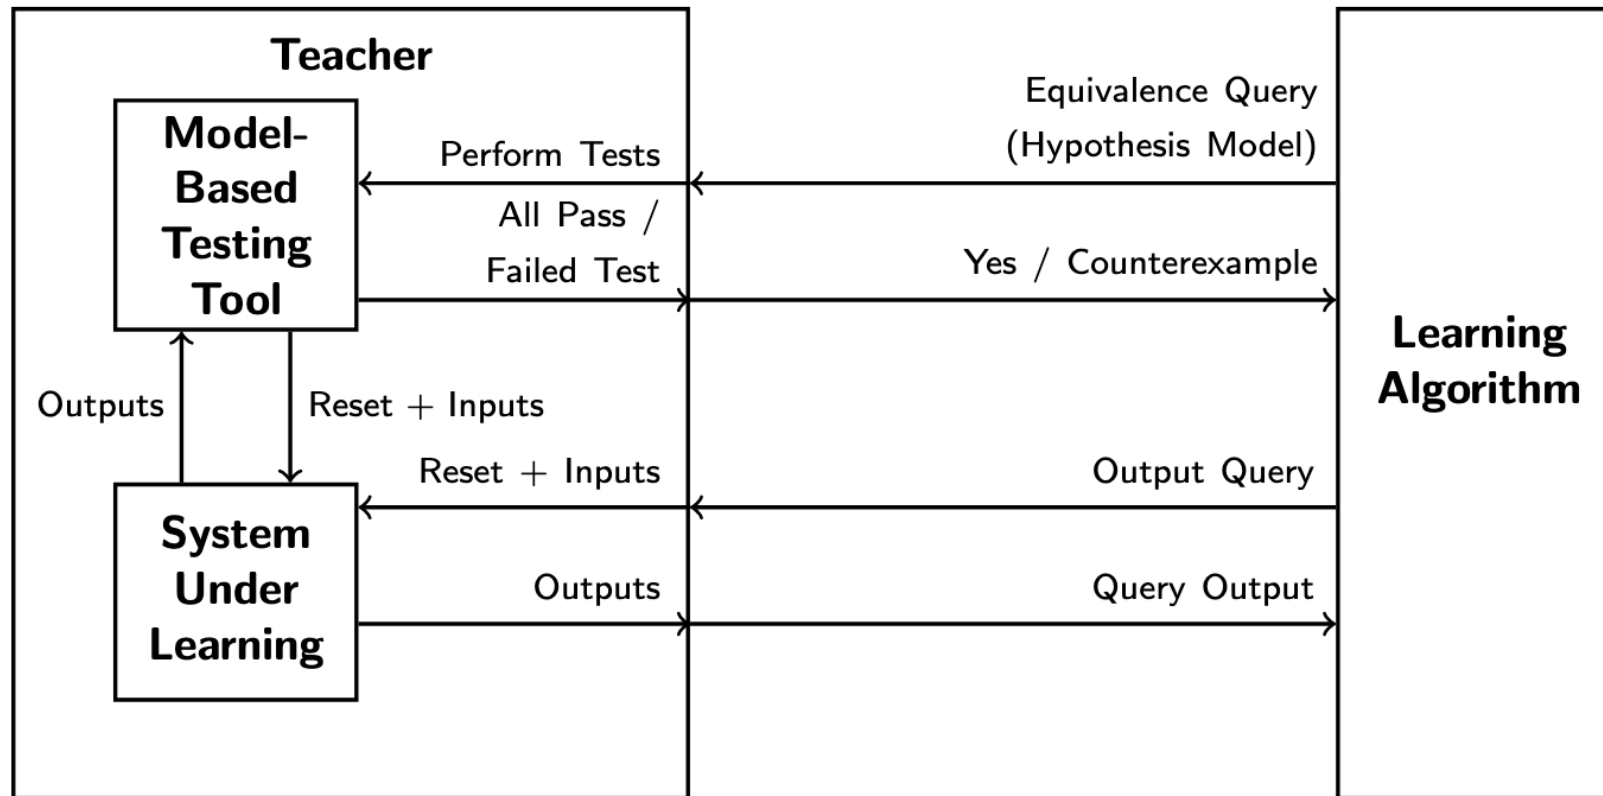 Teacher
Model-
Based
Testing
Tool
Perform Tests
All Pass /
Failed Test
Equivalence Query
(Hypothesis Model)
Yes / Counterexample
Learning
Algorithm
Outputs
Reset + Inputs
Reset + Inputs
Output Query
System
Under
Learning
Outputs
Query Output